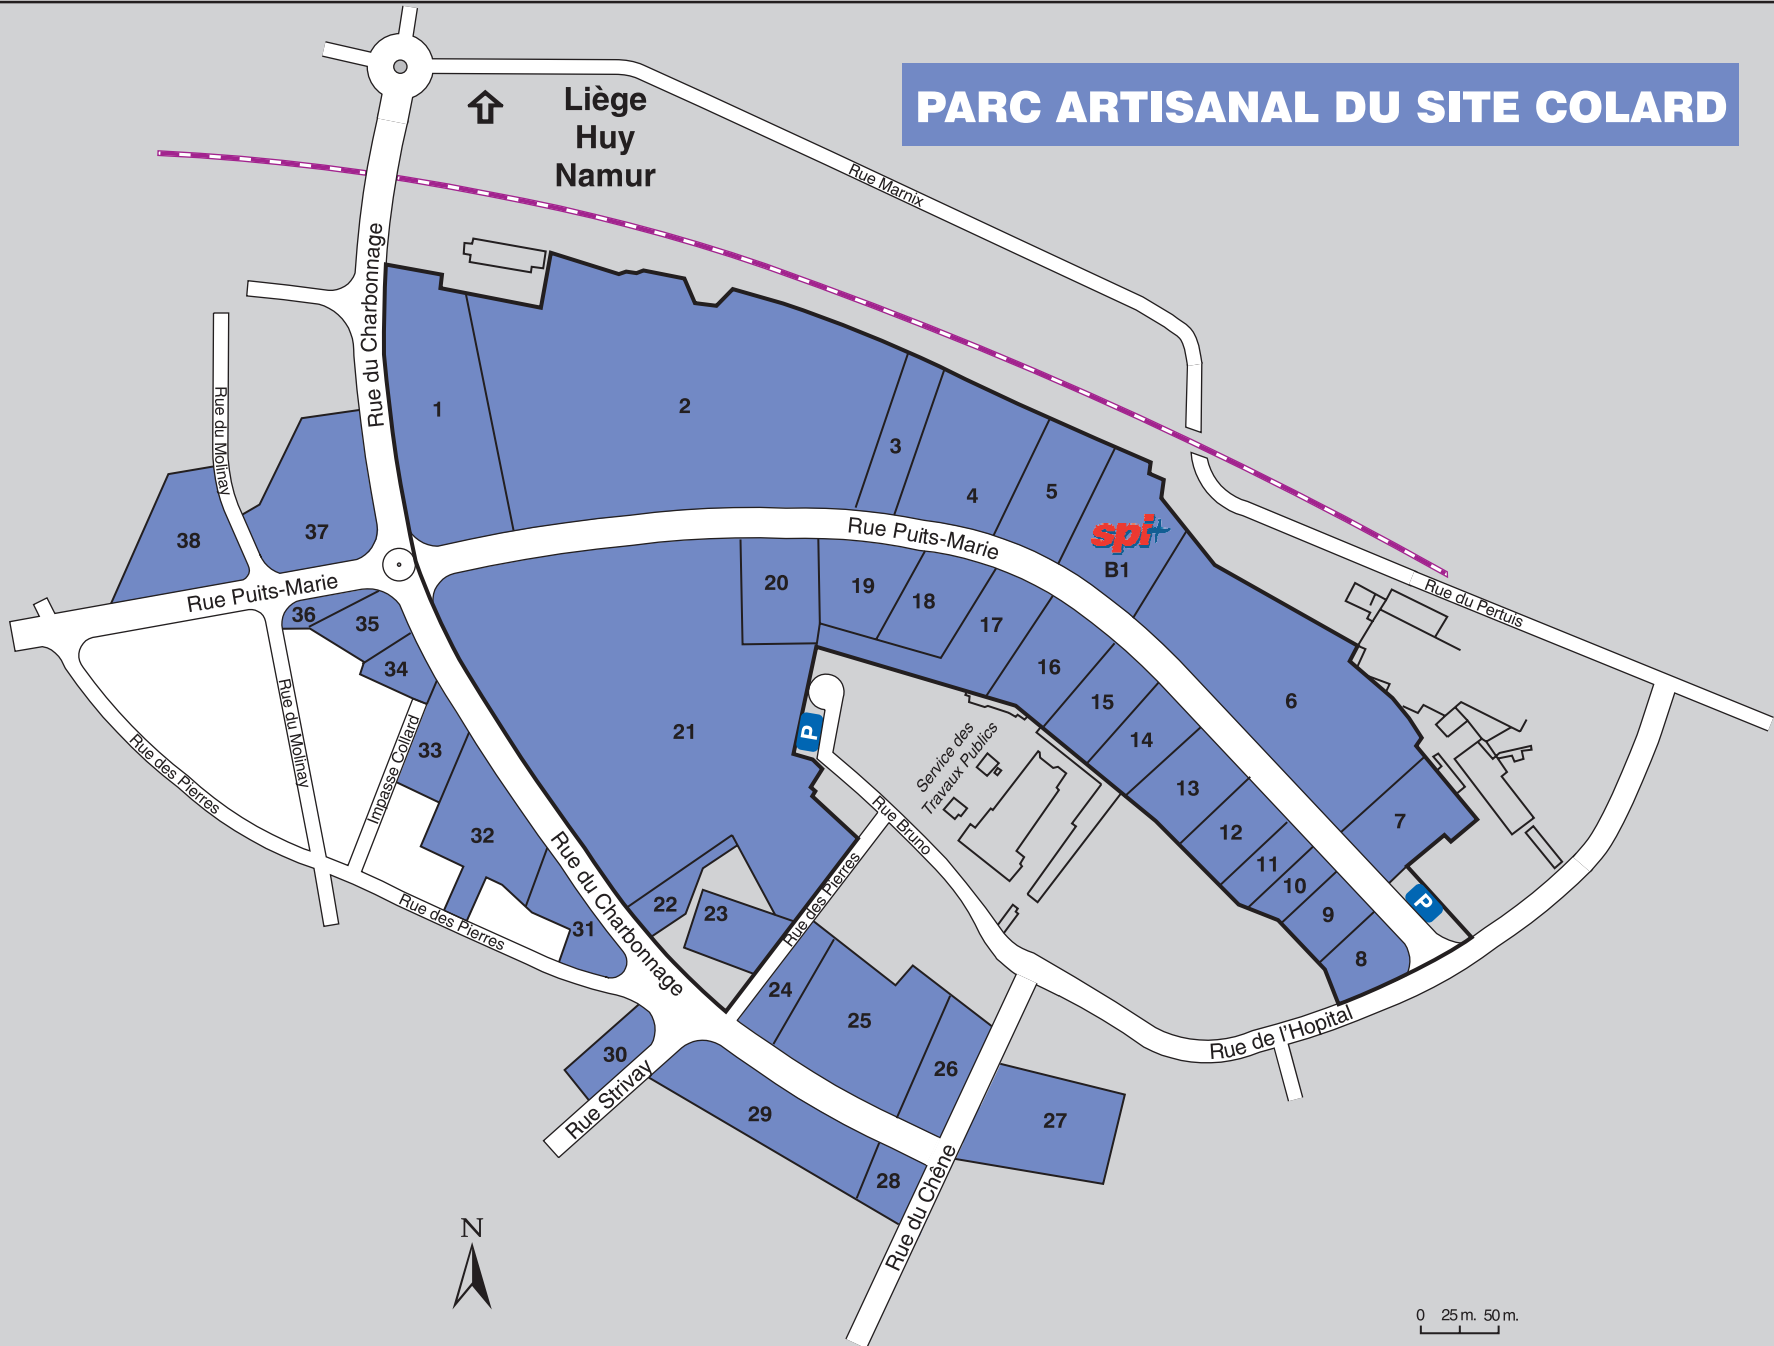 PARC ARTISANAL DU SITE COLARD
Liège
Huy
Namur
Rue Marnix
Rue du Charbonnage
Rue du Molinay
1
2
3
4
5
spi+
B1
Rue Puits-Marie
Rue du Pertuis
38
37
Rue Puits-Marie
36
35
34
20
19
18
17
16
15
14
13
12
11
10
9
8
6
7
P
21
P
Service des
Travaux Publics
Rue Bruno
Rue du Molinay
Impasse Collard
33
32
31
Rue des Pierres
Rue des Pierres
Rue du Charbonnage
22
23
Rue des Pierres
24
25
26
27
28
29
30
Rue Strivay
Rue du Chêne
Rue de l'Hopital
N
0 25 m. 50 m.